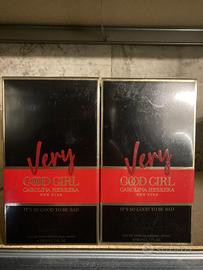 Very
GOOD GIRL
CAROLINA HERRERA
NEW YORK
IT'S SO GOOD TO BE BAD
Very
GOOD GIRL
CAROLINA HERRERA
NEW YORK
IT'S SO GOOD TO BE BAD